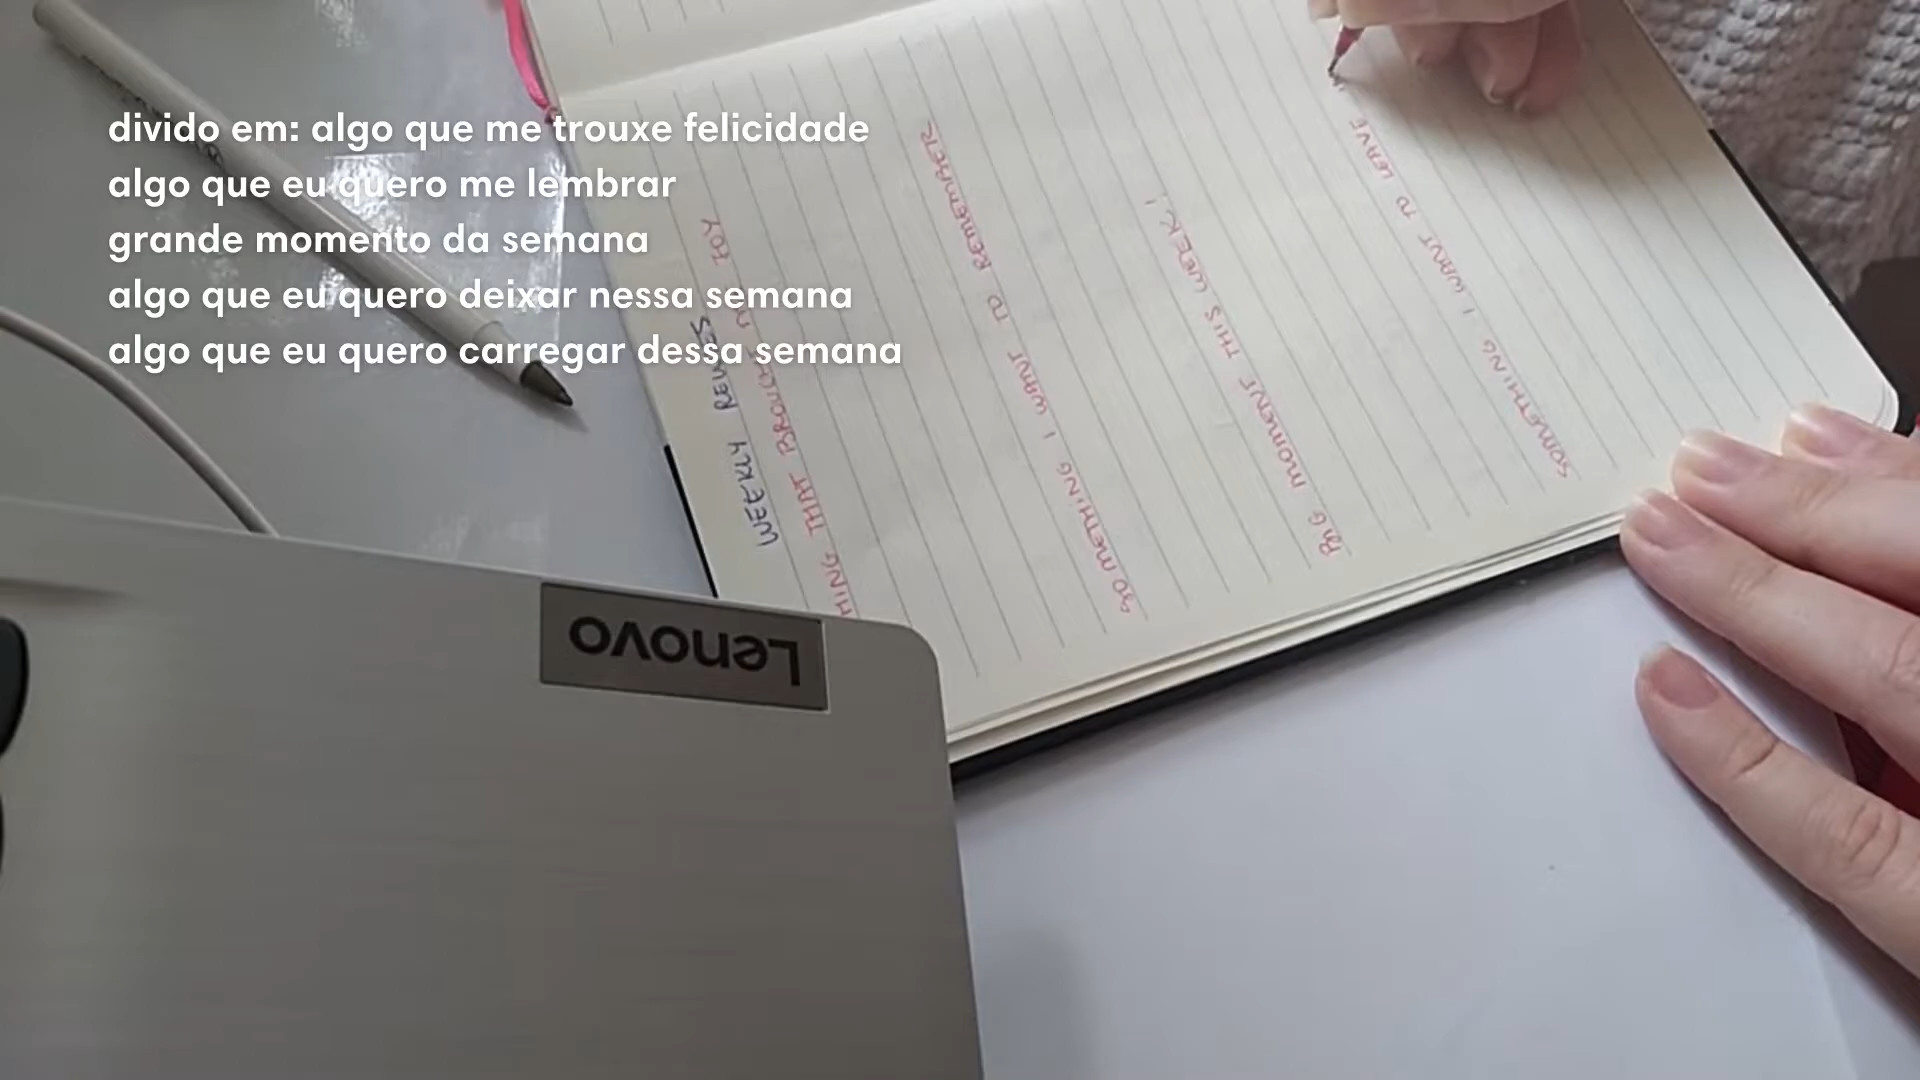 divido em: algo que me trouxe felicidade
algo que eu quero me lembrar
grande momento da semana
algo que eu quero deixar nessa semana
algo que eu quero carregar dessa semana
WEEKLY
THAT BROUGHT JOY
SOMETHING I WANT TO REMEMBER
BIG MOMENT THIS WEEK!
SOMETHING I WANT TO LEAVE
Lenovo